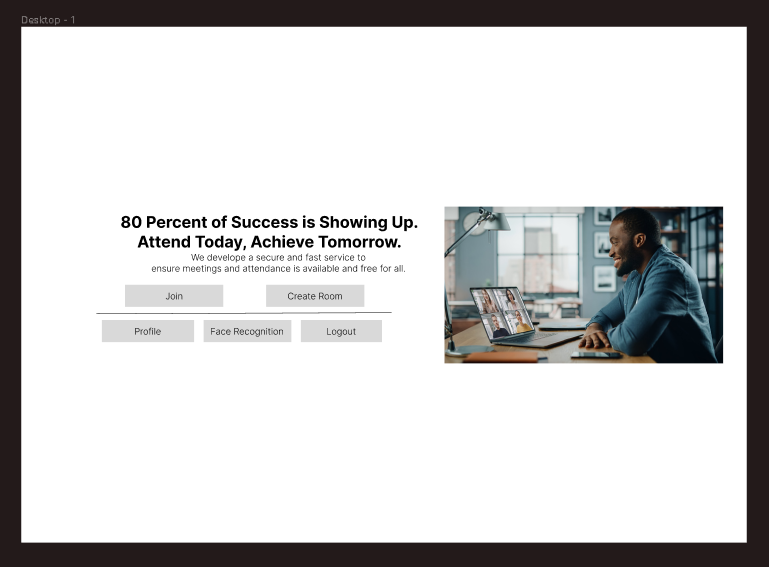 Desktop - 1
80 Percent of Success is Showing Up.
Attend Today, Achieve Tomorrow.
We develope a secure and fast service to
ensure meetings and attendance is available and free for all.
Join
Create Room
Profile
Face Recognition
Logout